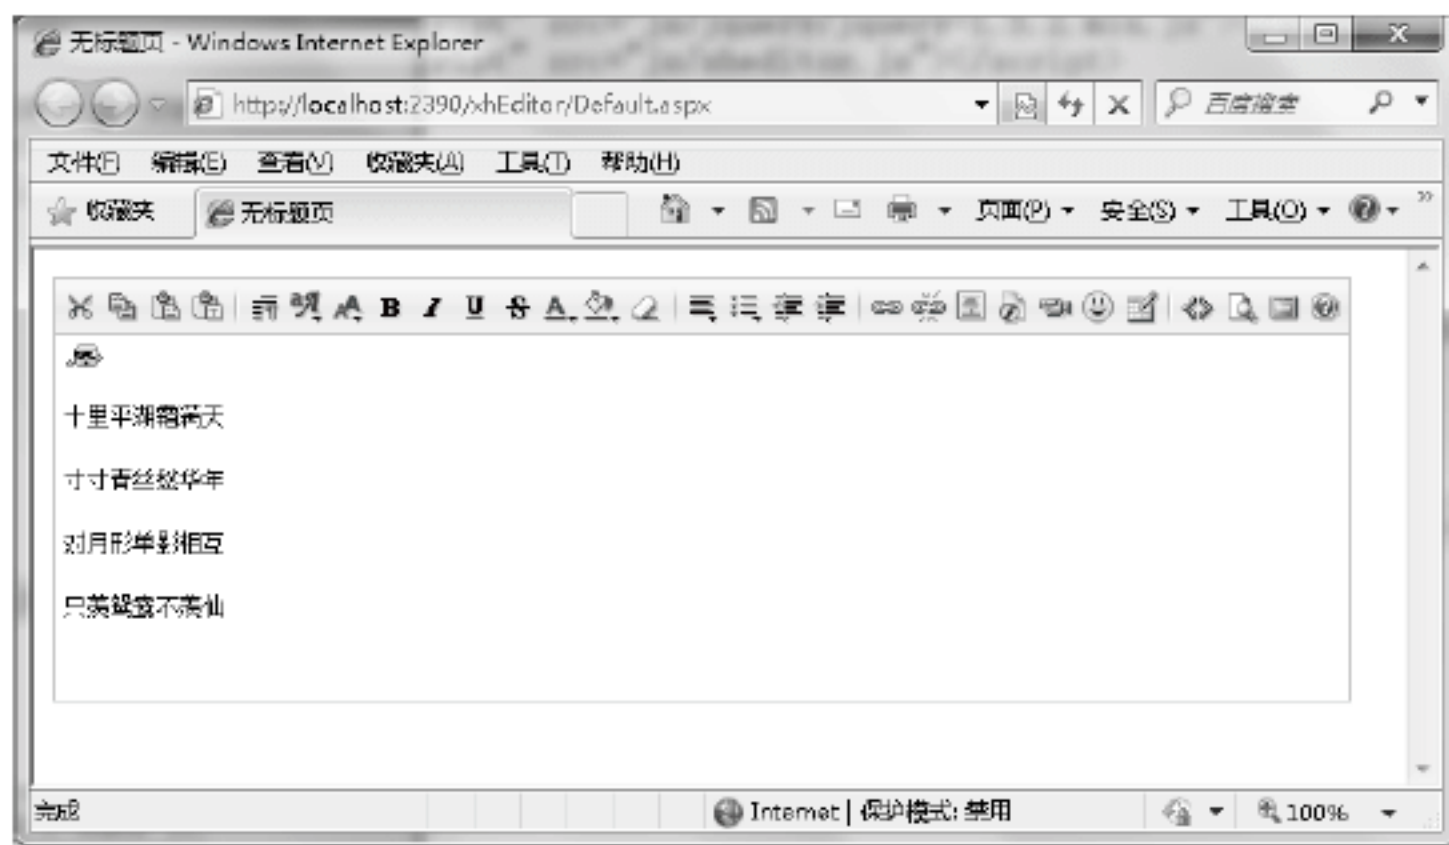 无标题页 - Windows Internet Explorer
http://localhost:2390/xhEditor/Default.aspx
百度搜索
文件(F) 编辑(E) 查看(V) 收藏夹(A) 工具(T) 帮助(H)
收藏夹 无标题页 页面(P) 安全(S) 工具(O)
B I U S A
十里平湖霜满天
寸寸青丝愁华年
对月形单影相互
只羡鸳鸯不羡仙
完成 Internet | 保护模式: 禁用 100%